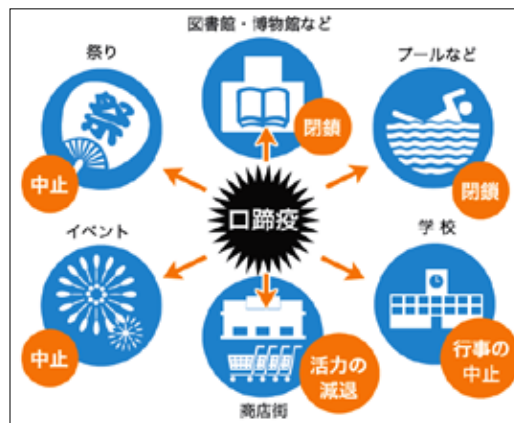 図書館・博物館など
閉鎖
祭り
祭
中止
プールなど
閉鎖
口蹄疫
イベント
中止
学校
行事の
中止
活力の
減退
商店街